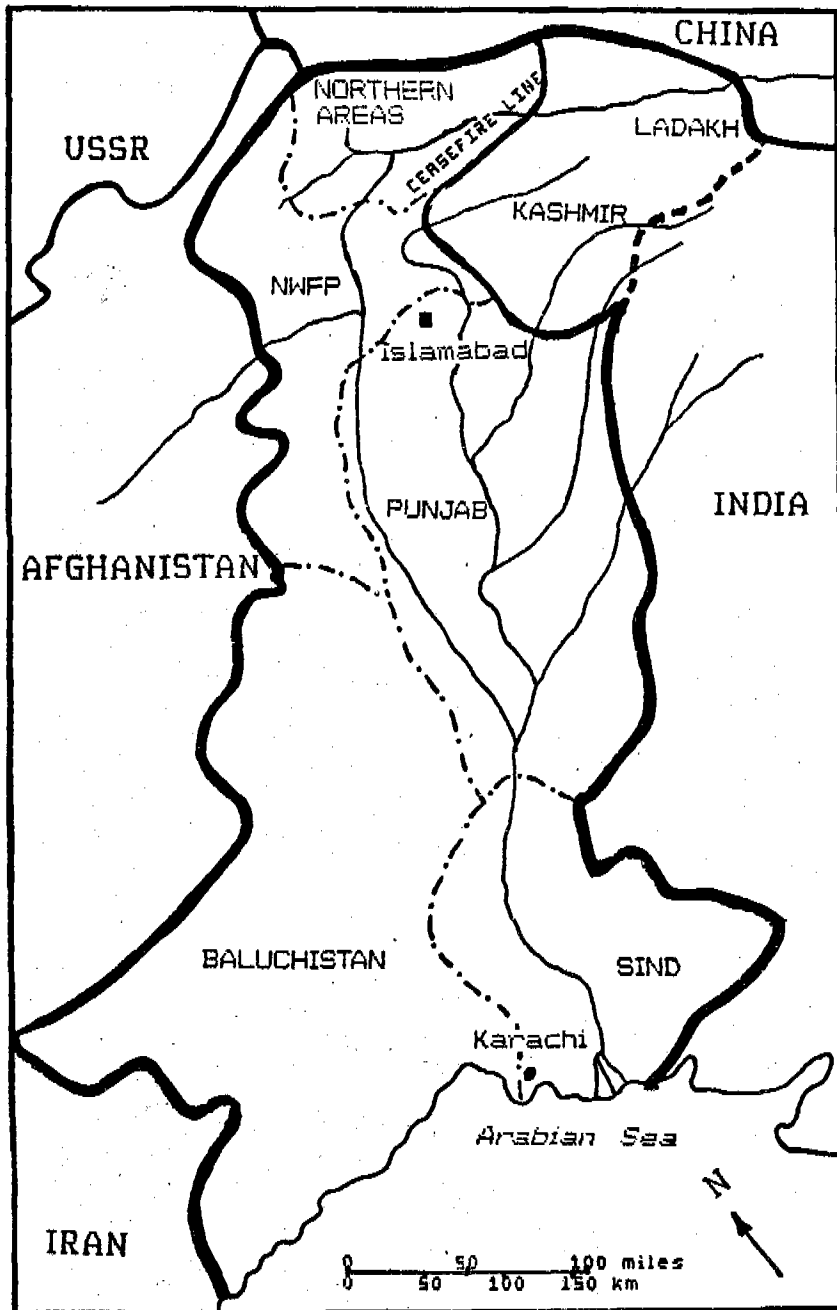 CHINA
NORTHERN
AREAS
CEASEFIRE LINE
LADAKH
USSR
KASHMIR
NWFP
Islamabad
PUNJAB
INDIA
AFGHANISTAN
BALUCHISTAN
SIND
Karachi
Arabian Sea
N
IRAN
0 50 100 miles
0 50 100 150 km